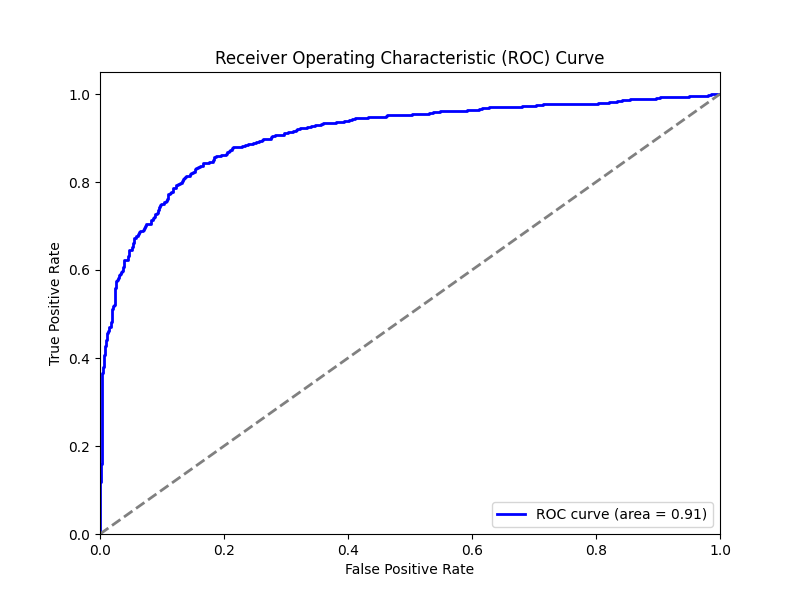 Receiver Operating Characteristic (ROC) Curve
1.0
0.8
0.6
0.4
0.2
0.0
True Positive Rate
ROC curve (area = 0.91)
0.0 0.2 0.4 0.6 0.8 1.0
False Positive Rate